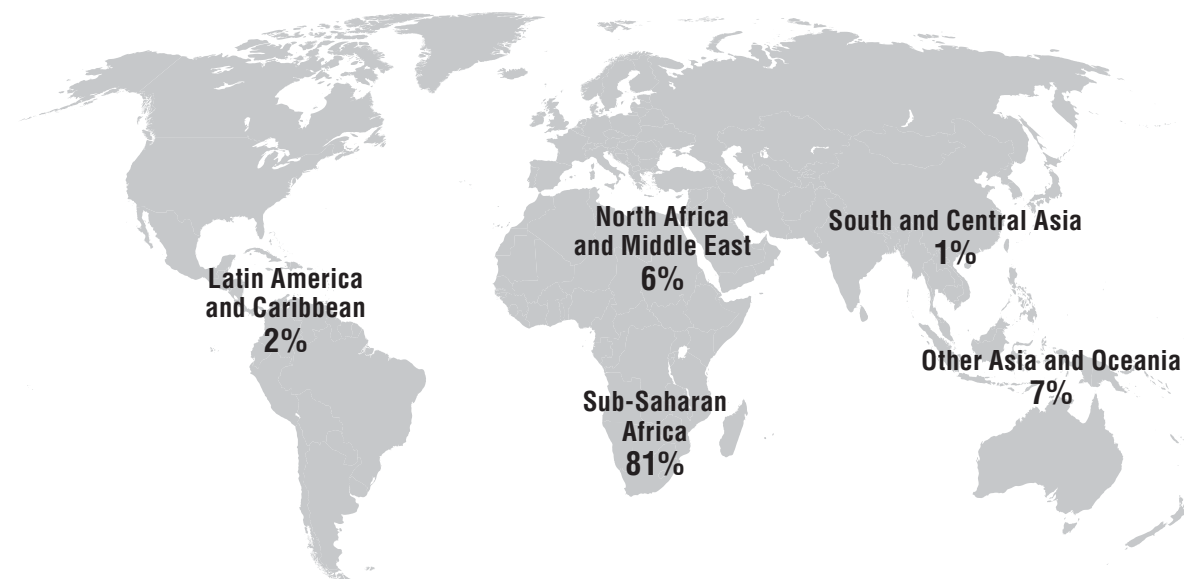 North Africa
and Middle East
6%
South and Central Asia
1%
Latin America
and Caribbean
2%
Other Asia and Oceania
7%
Sub-Saharan
Africa
81%